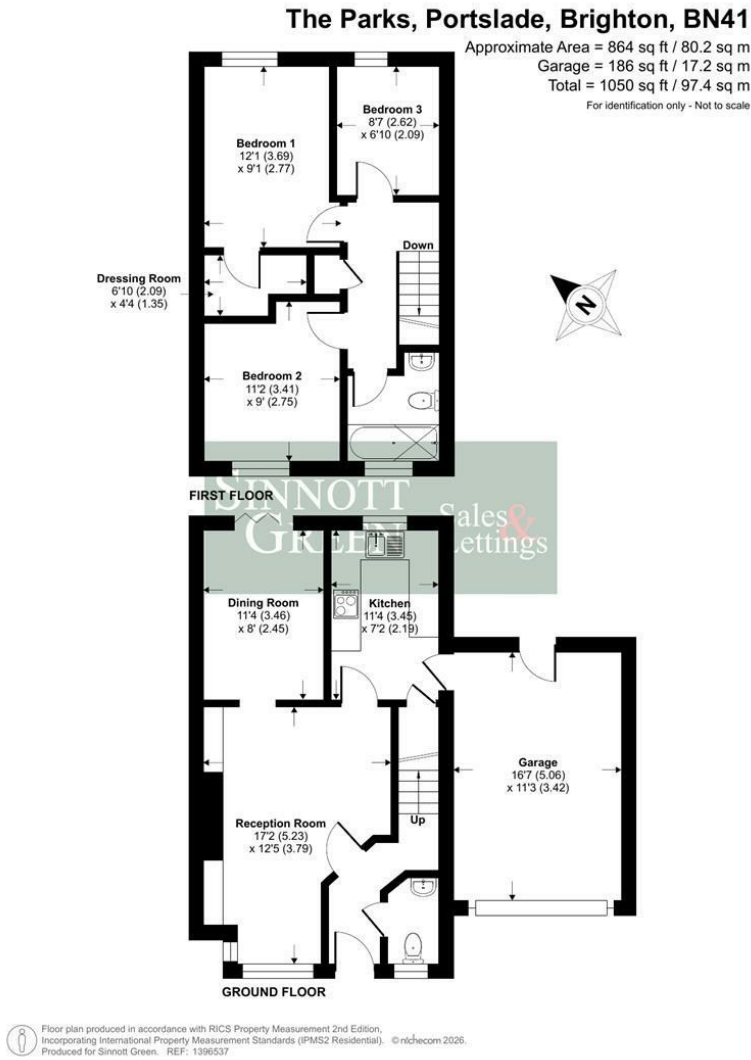 The Parks, Portslade, Brighton, BN41
Approximate Area = 864 sq ft / 80.2 sq m
Garage = 186 sq ft / 17.2 sq m
Total = 1050 sq ft / 97.4 sq m
For identification only - Not to scale
Bedroom 3
8'7 (2.62)
x 6'10 (2.09)
Bedroom 1
12'1 (3.69)
x 9'1 (2.77)
Down
Dressing Room
6'10 (2.09)
x 4'4 (1.35)
N
Bedroom 2
11'2 (3.41)
x 9' (2.75)
FIRST FLOOR
SINNOTT
GREEN
Sales &
Lettings
Dining Room
11'4 (3.46)
x 8' (2.45)
Kitchen
11'4 (3.45)
x 7'2 (2.19)
Garage
16'7 (5.06)
x 11'3 (3.42)
Reception Room
17'2 (5.23)
x 12'5 (3.79)
Up
GROUND FLOOR
Floor plan produced in accordance with RICS Property Measurement 2nd Edition,
Incorporating International Property Measurement Standards (IPMS2 Residential). © nichecom 2026.
Produced for Sinnott Green. REF: 1396537